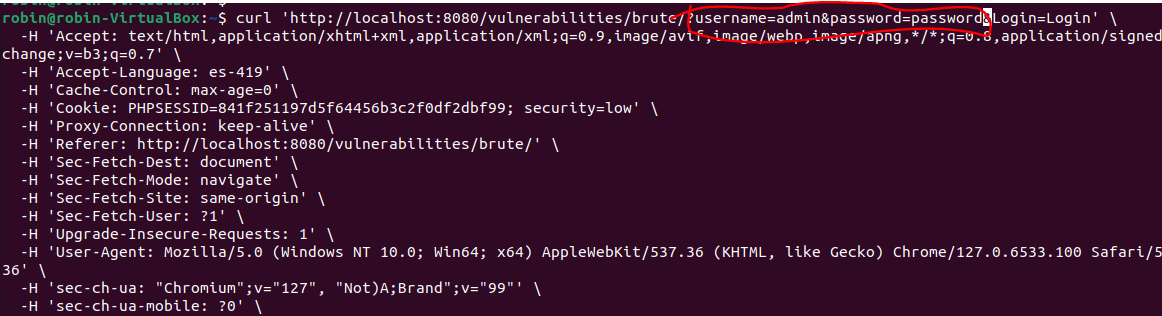 robin@robin-VirtualBox:~$ curl 'http://localhost:8080/vulnerabilities/brute/?username=admin&password=password&Login=Login' \
-H 'Accept: text/html,application/xhtml+xml,application/xml;q=0.9,image/avif,image/webp,image/apng,*/*;q=0.8,application/signed
change;v=b3;q=0.7' \
-H 'Accept-Language: es-419' \
-H 'Cache-Control: max-age=0' \
-H 'Cookie: PHPSESSID=841f251197d5f64456b3c2f0df2dbf99; security=low' \
-H 'Proxy-Connection: keep-alive' \
-H 'Referer: http://localhost:8080/vulnerabilities/brute/' \
-H 'Sec-Fetch-Dest: document' \
-H 'Sec-Fetch-Mode: navigate' \
-H 'Sec-Fetch-Site: same-origin' \
-H 'Sec-Fetch-User: ?1' \
-H 'Upgrade-Insecure-Requests: 1' \
-H 'User-Agent: Mozilla/5.0 (Windows NT 10.0; Win64; x64) AppleWebKit/537.36 (KHTML, like Gecko) Chrome/127.0.6533.100 Safari/5
36' \
-H 'sec-ch-ua: "Chromium";v="127", "Not)A;Brand";v="99"' \
-H 'sec-ch-ua-mobile: ?0' \